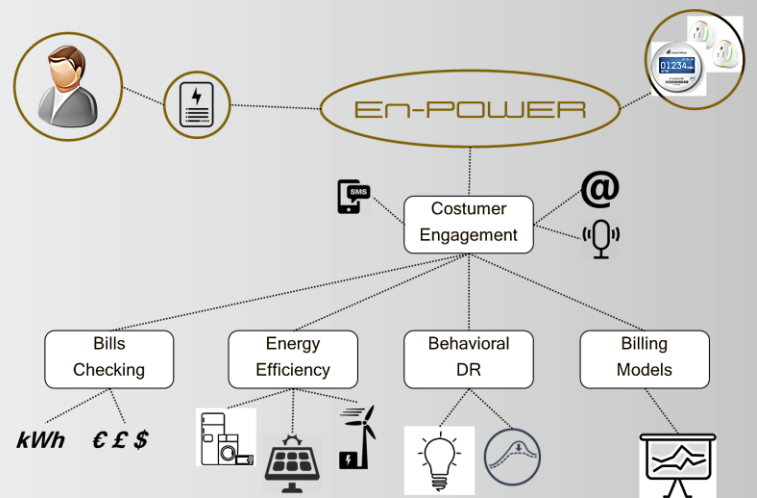 En-POWER
01234
SMS
@
Costumer
Engagement
Bills
Checking
Energy
Efficiency
Behavioral
DR
Billing
Models
kWh
€ £ $